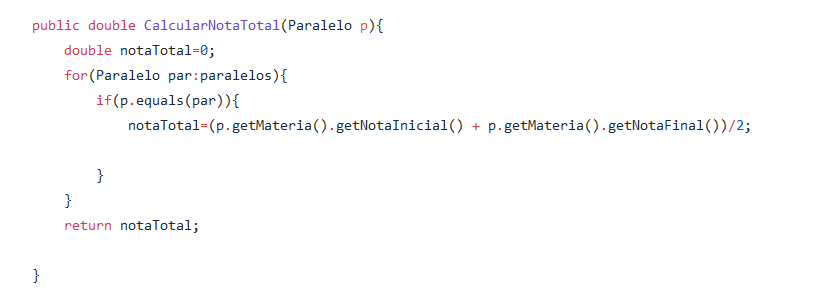 public double CalcularNotaTotal(Paralelo p){
    double notaTotal=0;
    for(Paralelo par:paralelos){
        if(p.equals(par)){
            notaTotal=(p.getMateria().getNotaInicial() + p.getMateria().getNotaFinal())/2;
        }
    }
    return notaTotal;
}